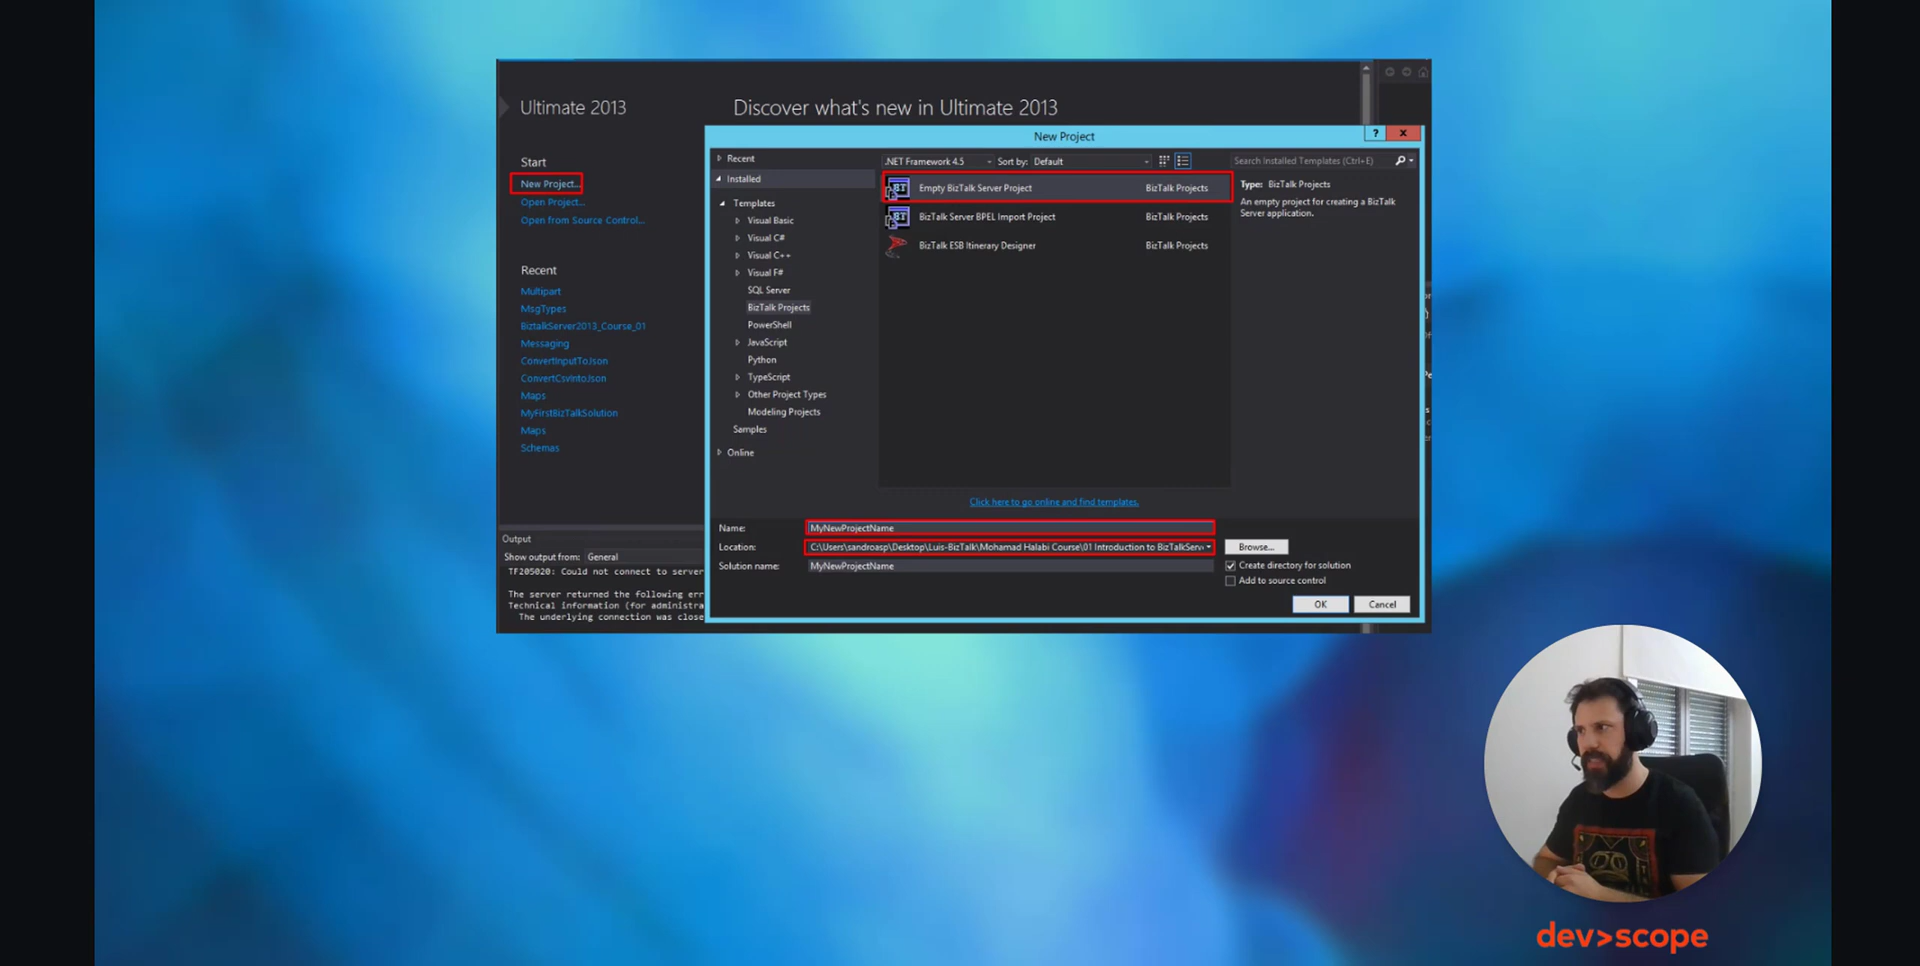 Ultimate 2013
Discover what's new in Ultimate 2013
Start
New Project...
Open Project...
Open from Source Control...
Recent
Multipart
MsgTypes
BiztalkServer2013_Course_01
Messaging
ConvertInputToJson
ConvertCsvIntoJson
Maps
MyFirstBizTalkSolution
Maps
Schemas
Output
Show output from: General
TF205020: Could not connect to server
The server returned the following err
Technical information (for administra
The underlying connection was close
New Project
? x
Recent
Installed
Templates
Visual Basic
Visual C#
Visual C++
Visual F#
SQL Server
BizTalk Projects
PowerShell
JavaScript
Python
TypeScript
Other Project Types
Modeling Projects
Samples
Online
.NET Framework 4.5 Sort by: Default
Search Installed Templates (Ctrl+E)
Empty BizTalk Server Project BizTalk Projects
BizTalk Server BPEL Import Project BizTalk Projects
BizTalk ESB Itinerary Designer BizTalk Projects
Type: BizTalk Projects
An empty project for creating a BizTalk
Server application.
Click here to go online and find templates.
Name: MyNewProjectName
Location: C:\Users\sandroasp\Desktop\Luis-BizTalk\Mohamad Halabi Course\01 Introduction to BizTalkServ
Browse...
Solution name: MyNewProjectName
Create directory for solution
Add to source control
OK Cancel
dev>scope